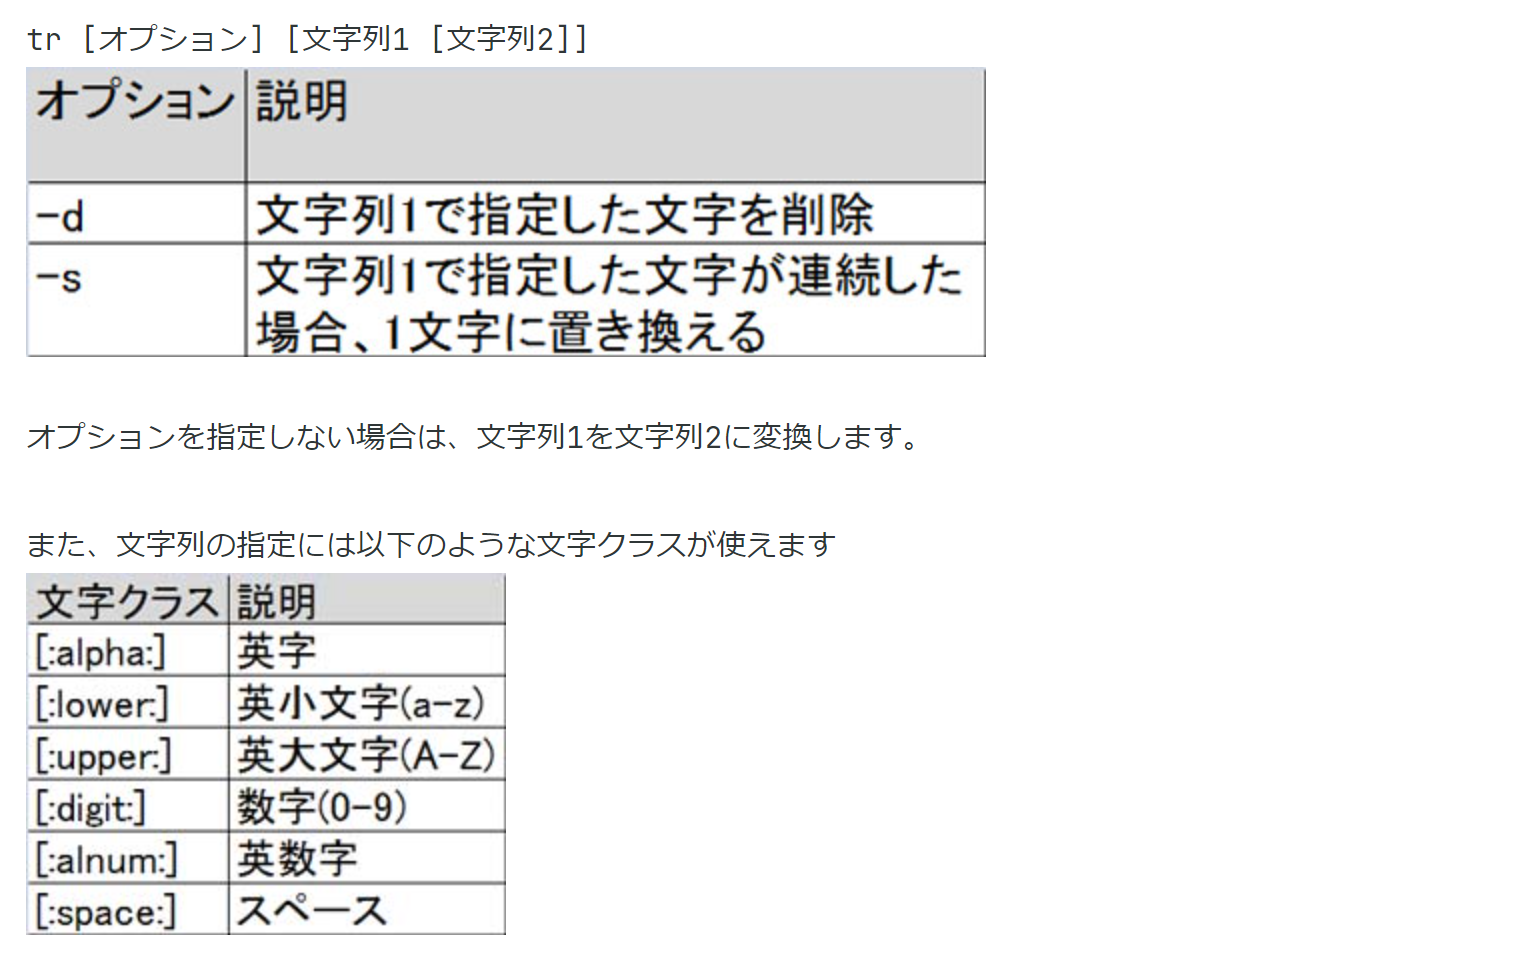 tr [オプション] [文字列1 [文字列2]]
オプション 説明
-d 文字列1で指定した文字を削除
-s 文字列1で指定した文字が連続した
場合、1文字に置き換える
オプションを指定しない場合は、文字列1を文字列2に変換します。
また、文字列の指定には以下のような文字クラスが使えます
文字クラス 説明
[:alpha:] 英字
[:lower:] 英小文字(a-z)
[:upper:] 英大文字(A-Z)
[:digit:] 数字(0-9)
[:alnum:] 英数字
[:space:] スペース